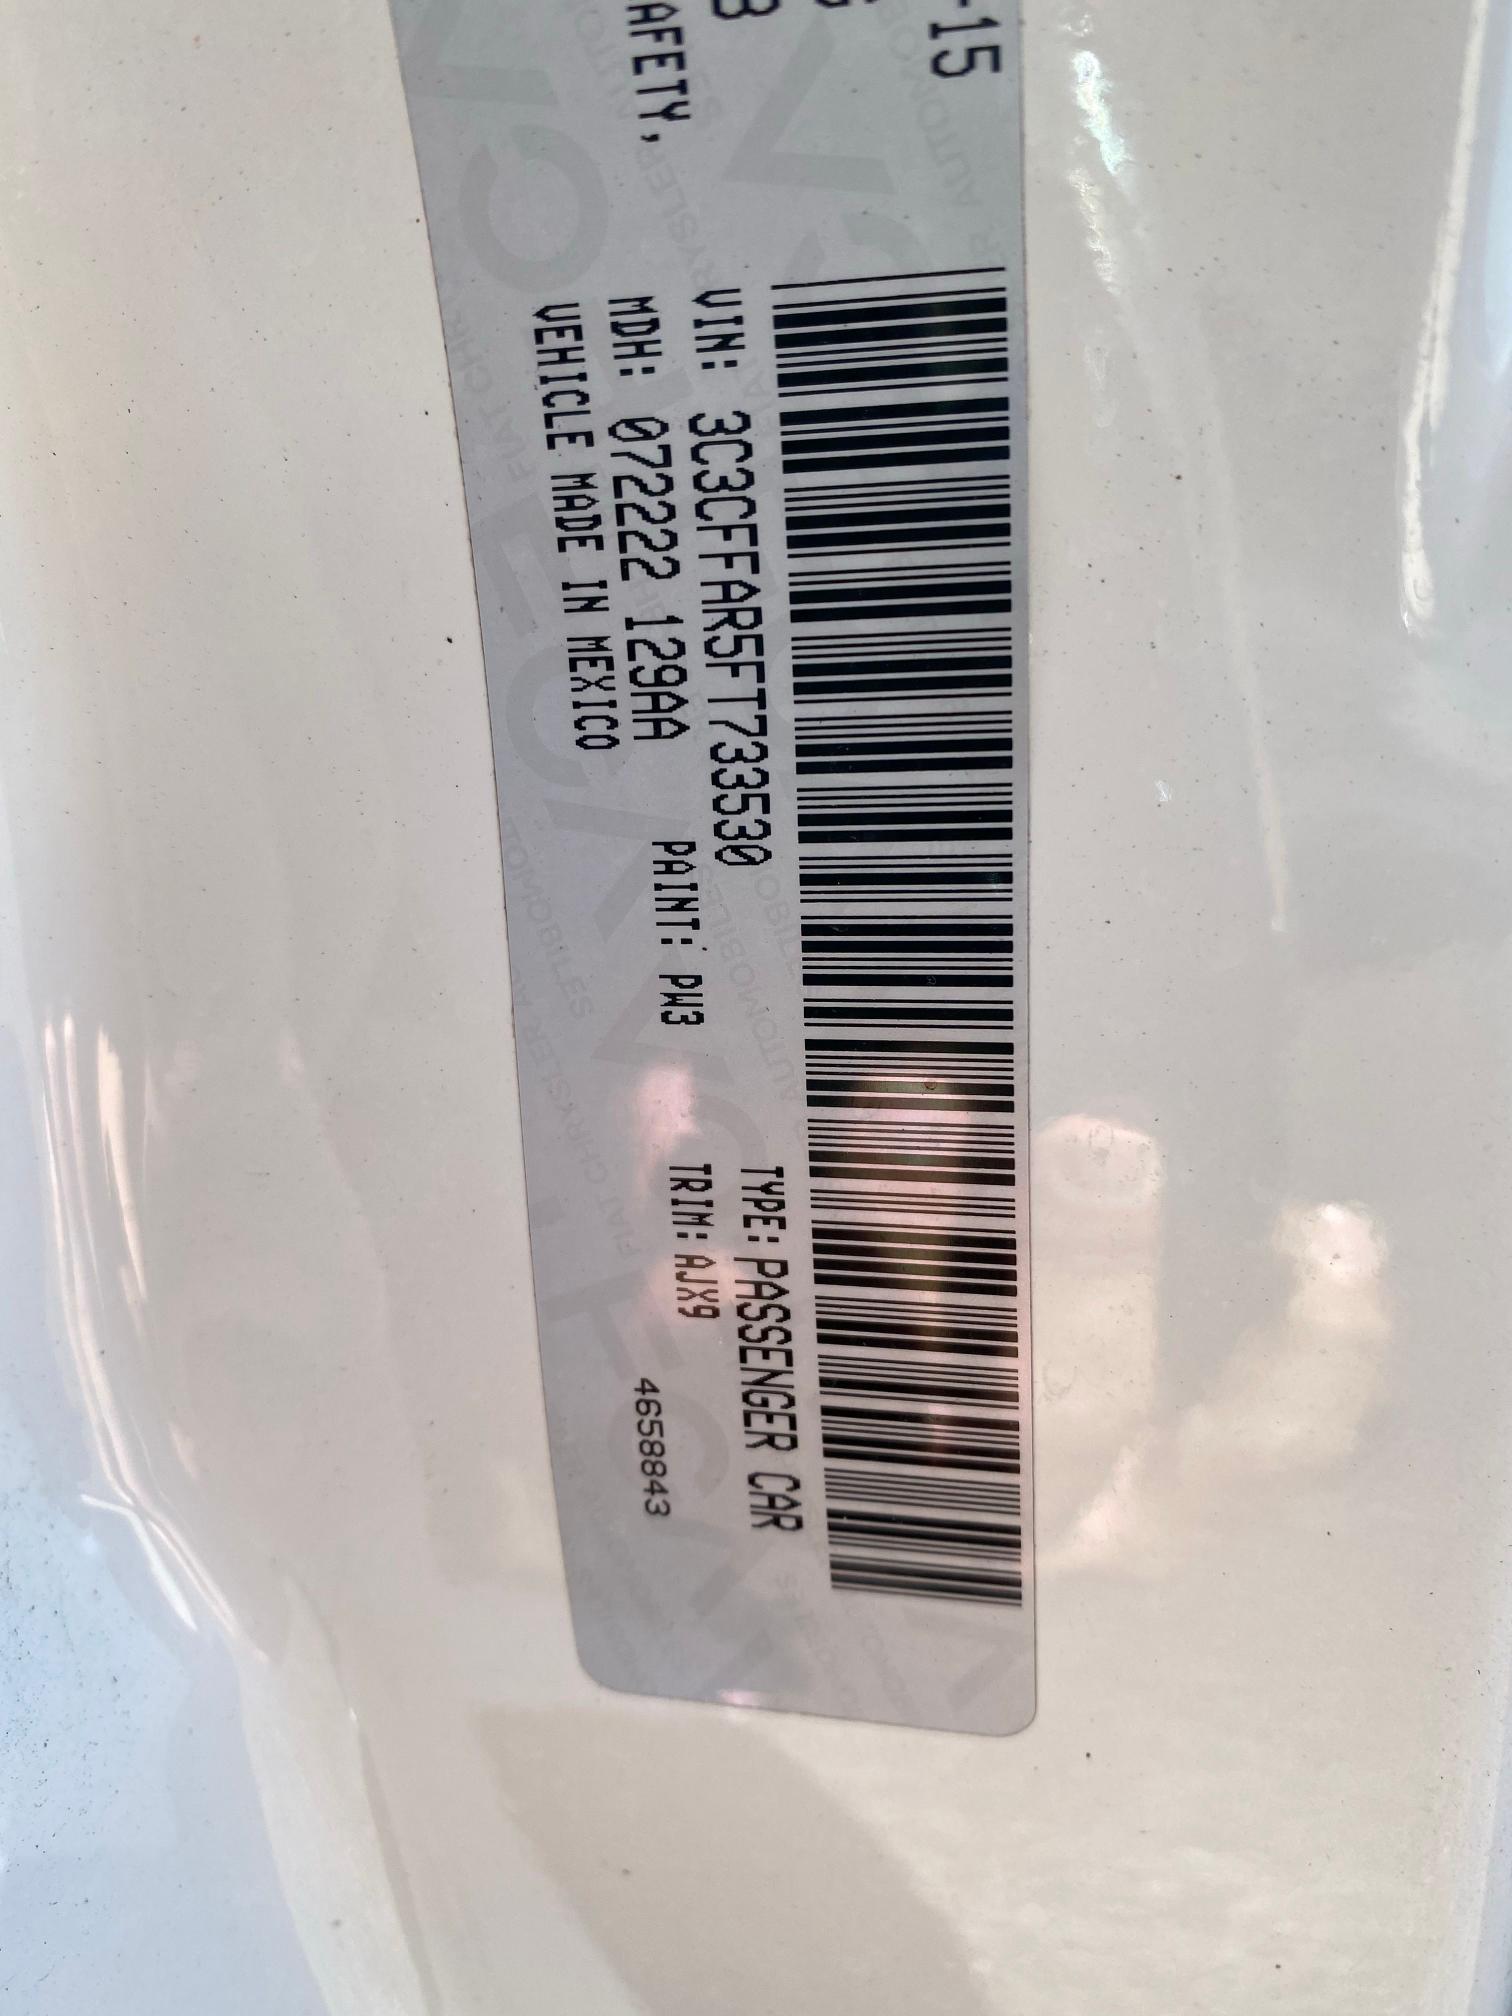 -15
AFETY,
VIN: 3C3CFFAR5FT733530
TYPE: PASSENGER CAR
MDH: 072222 129AA
PAINT: PW3
TRIM: AJX9
VEHICLE MADE IN MEXICO
4658843